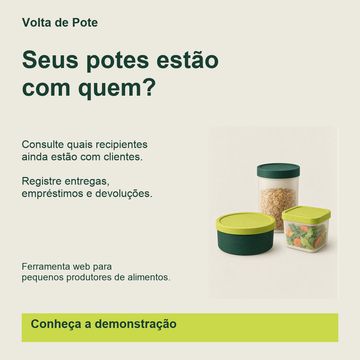 Volta de Pote
Seus potes estão
com quem?
Consulte quais recipientes
ainda estão com clientes.
Registre entregas,
empréstimos e devoluções.
Ferramenta web para
pequenos produtores de alimentos.
Conheça a demonstração